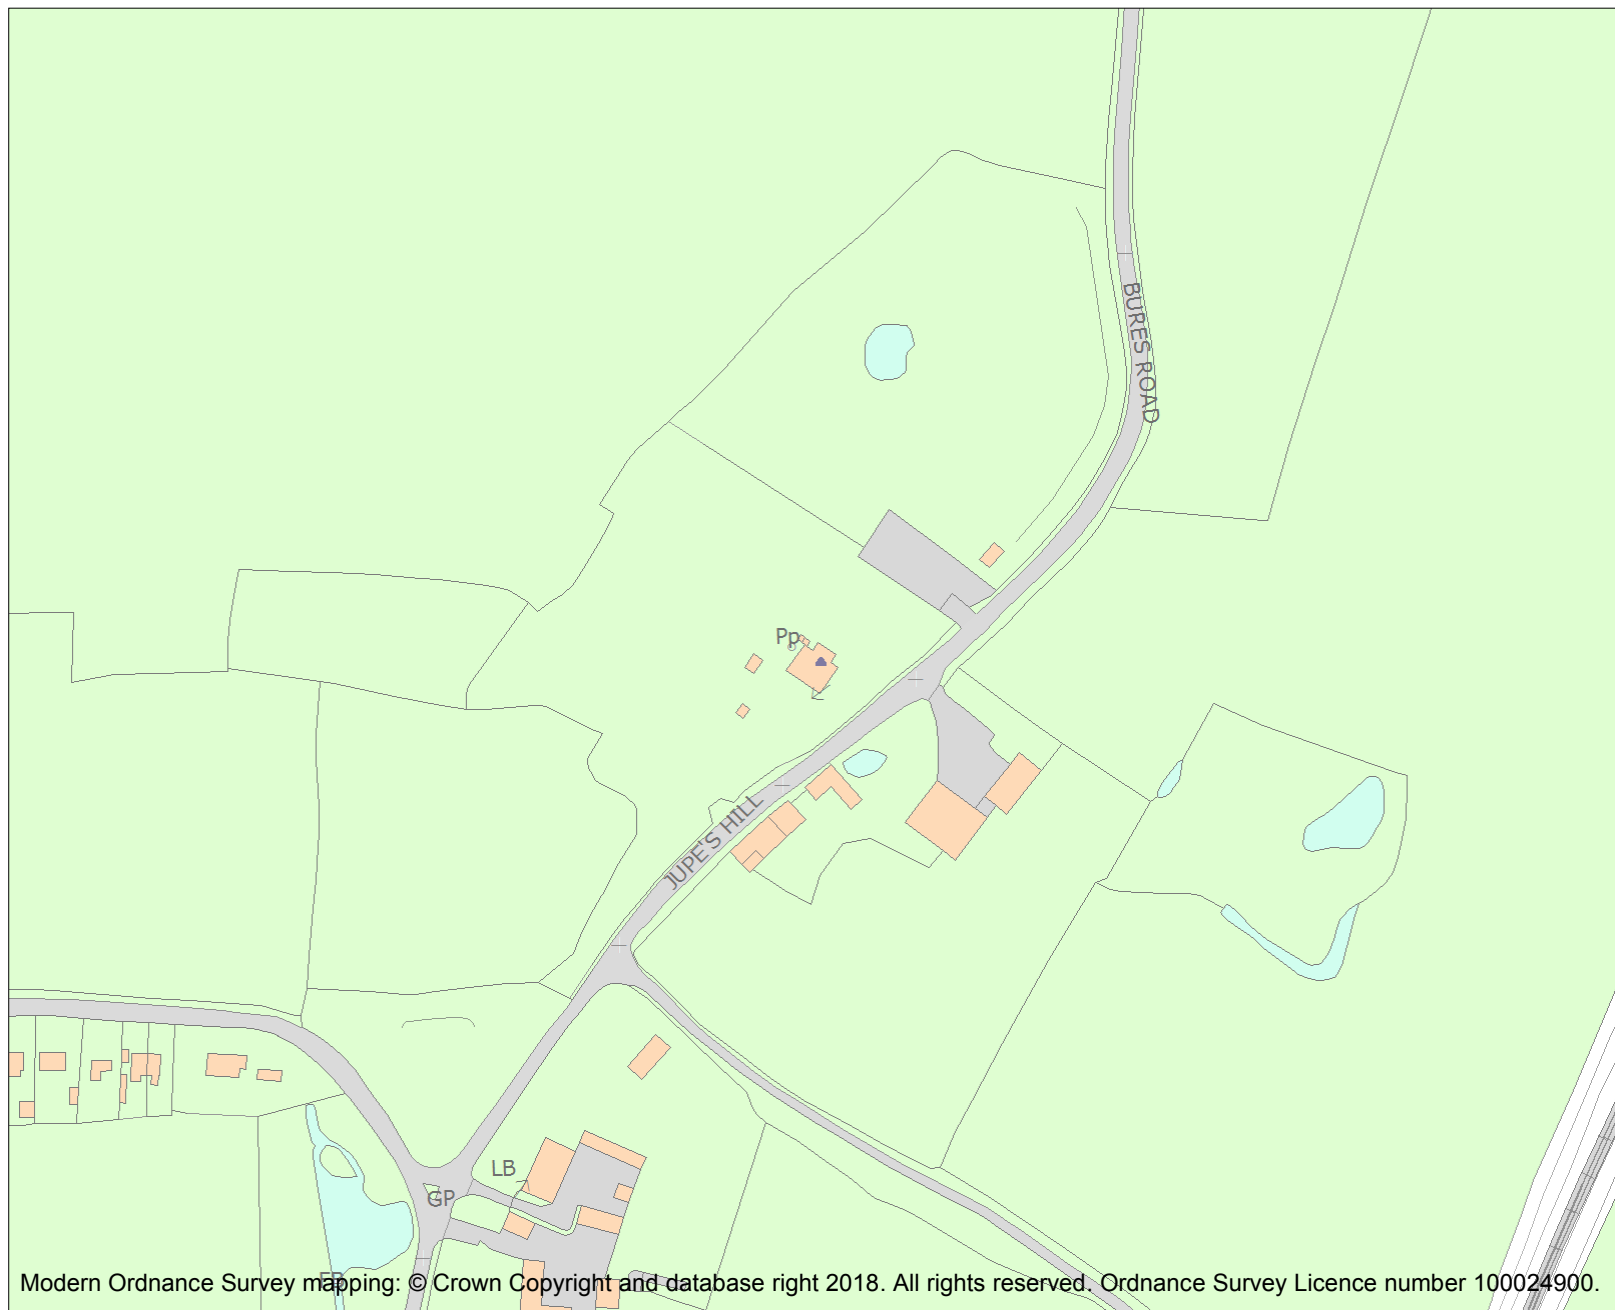 BURES ROAD
Pp
JUPE'S HILL
LB
GP
FB
Modern Ordnance Survey mapping: © Crown Copyright and database right 2018. All rights reserved. Ordnance Survey Licence number 100024900.